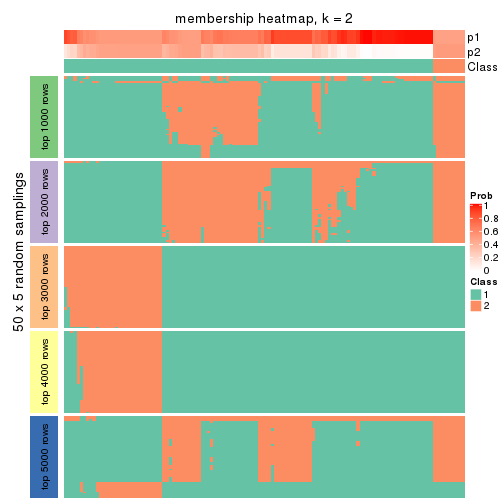 membership heatmap, k = 2
p1
p2
Class
top 1000 rows
top 2000 rows
top 3000 rows
top 4000 rows
top 5000 rows
50 x 5 random samplings
Prob
1
0.8
0.6
0.4
0.2
0
Class
1
2